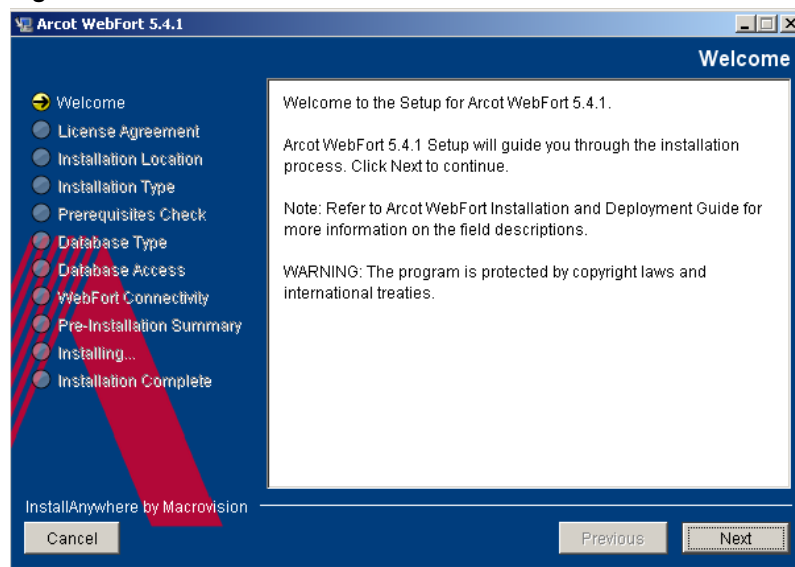 Arcot WebFort 5.4.1
Welcome
Welcome
License Agreement
Installation Location
Installation Type
Prerequisites Check
Database Type
Database Access
WebFort Connectivity
Pre-Installation Summary
Installing...
Installation Complete
Welcome to the Setup for Arcot WebFort 5.4.1.
Arcot WebFort 5.4.1 Setup will guide you through the installation
process. Click Next to continue.
Note: Refer to Arcot WebFort Installation and Deployment Guide for
more information on the field descriptions.
WARNING: The program is protected by copyright laws and
international treaties.
InstallAnywhere by Macrovision
Cancel
Previous
Next